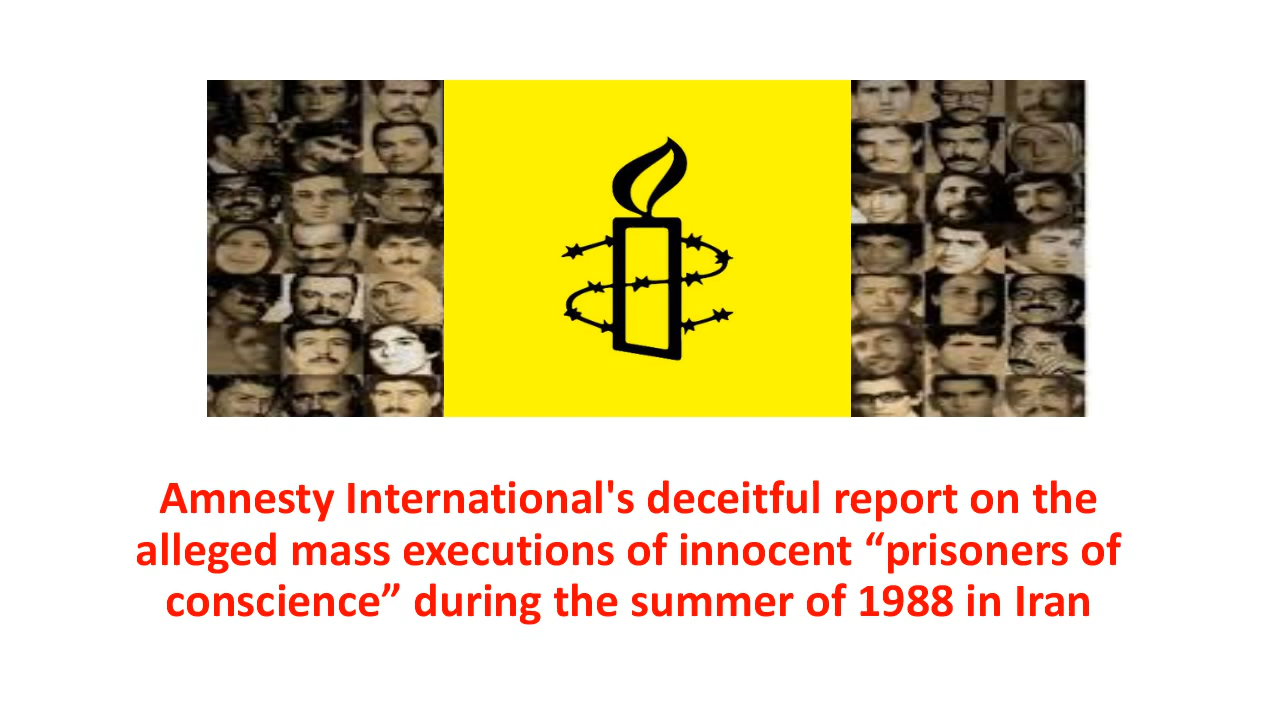 Amnesty International's deceitful report on the
alleged mass executions of innocent “prisoners of
conscience” during the summer of 1988 in Iran